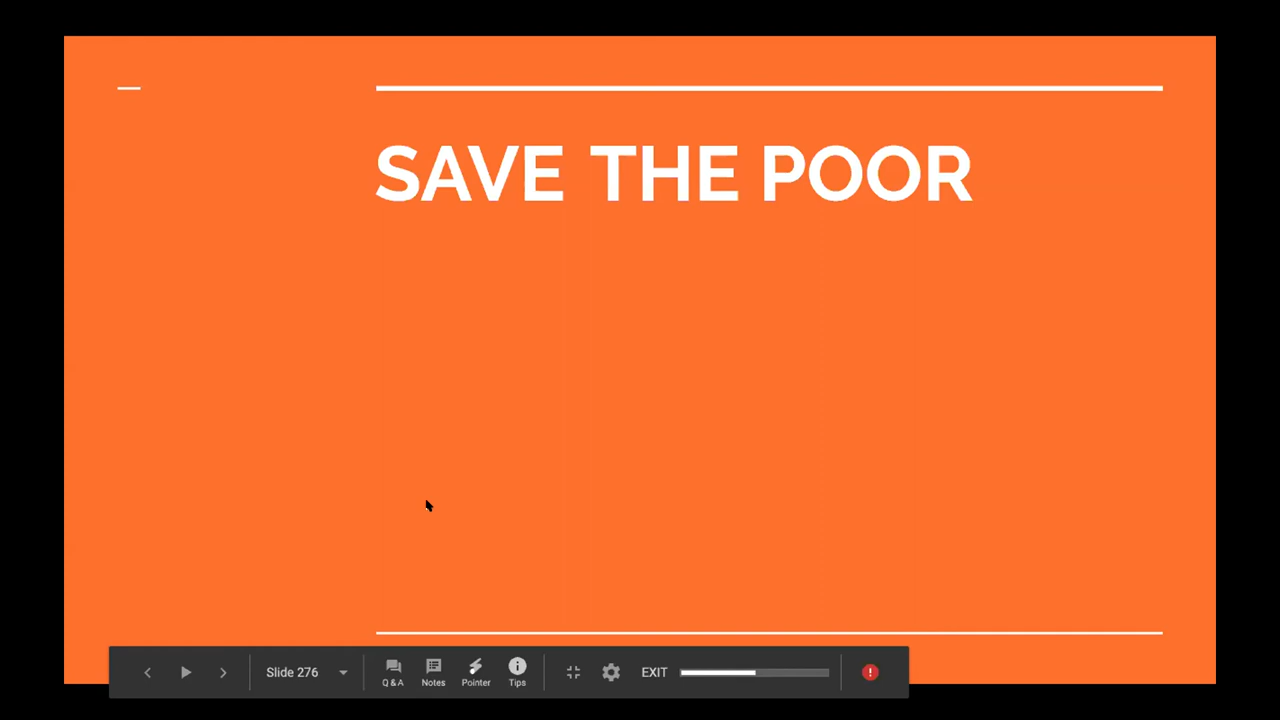 SAVE THE POOR
Slide 276
Q & A
Notes
Pointer
Tips
EXIT